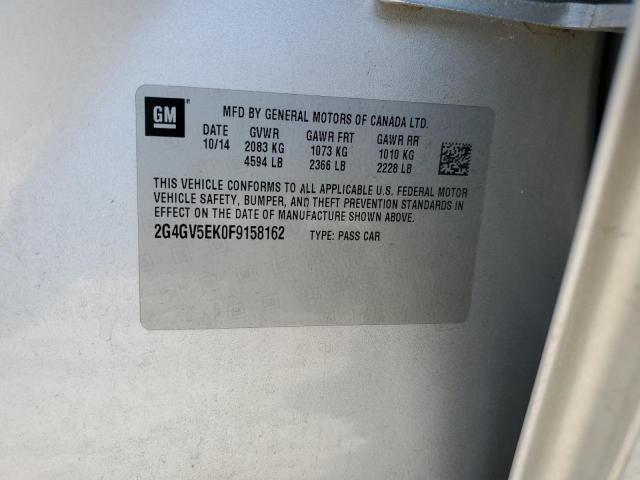 GM
MFD BY GENERAL MOTORS OF CANADA LTD.
DATE GVWR GAWR FRT GAWR RR
10/14 2083 KG 1073 KG 1010 KG
4594 LB 2366 LB 2228 LB
THIS VEHICLE CONFORMS TO ALL APPLICABLE U.S. FEDERAL MOTOR
VEHICLE SAFETY, BUMPER, AND THEFT PREVENTION STANDARDS
IN EFFECT ON THE DATE OF MANUFACTURE SHOWN ABOVE.
2G4GV5EK0F9158162 TYPE: PASS CAR